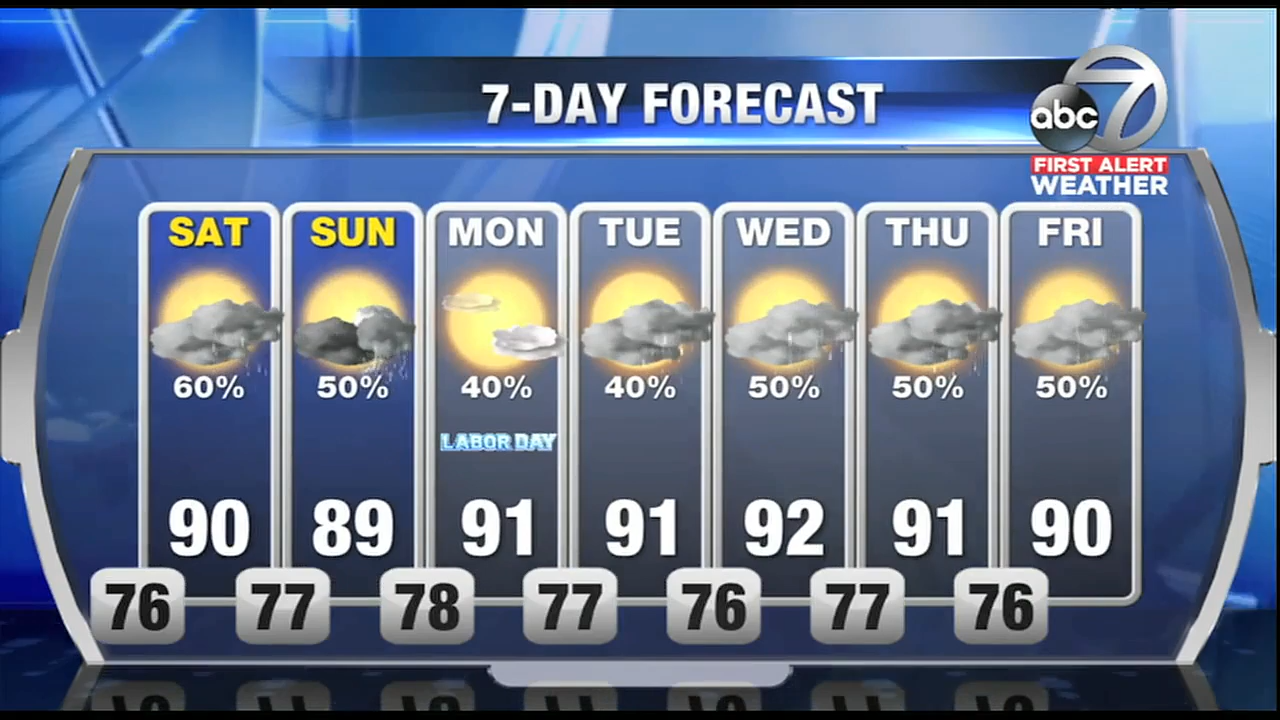 7-DAY FORECAST
abc 7
FIRST ALERT
WEATHER
SAT SUN MON TUE WED THU FRI
60% 50% 40% 40% 50% 50% 50%
LABOR DAY
90 89 91 91 92 91 90
76 77 78 77 76 77 76